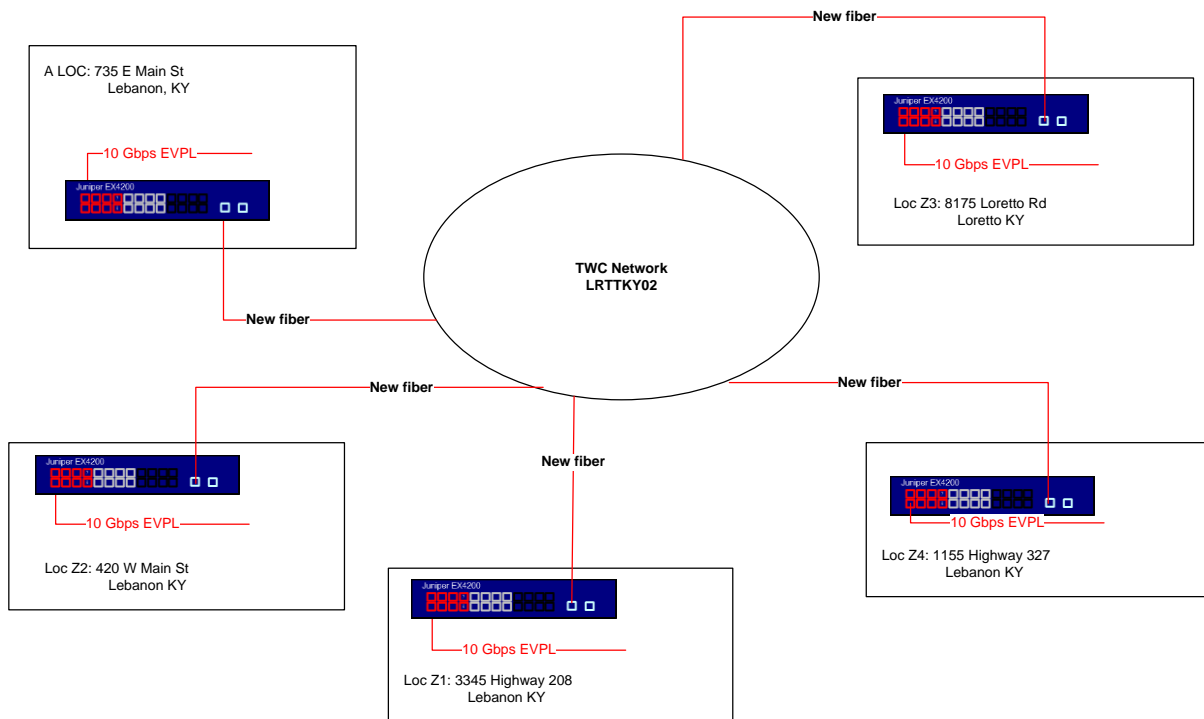 New fiber
A LOC: 735 E Main St
Lebanon, KY
10 Gbps EVPL
Juniper EX4200
New fiber
Juniper EX4200
10 Gbps EVPL
Loc Z3: 8175 Loretto Rd
Loretto KY
TWC Network
LRTTKY02
New fiber
Juniper EX4200
10 Gbps EVPL
Loc Z2: 420 W Main St
Lebanon KY
New fiber
Juniper EX4200
10 Gbps EVPL
Loc Z1: 3345 Highway 208
Lebanon KY
New fiber
Juniper EX4200
10 Gbps EVPL
Loc Z4: 1155 Highway 327
Lebanon KY